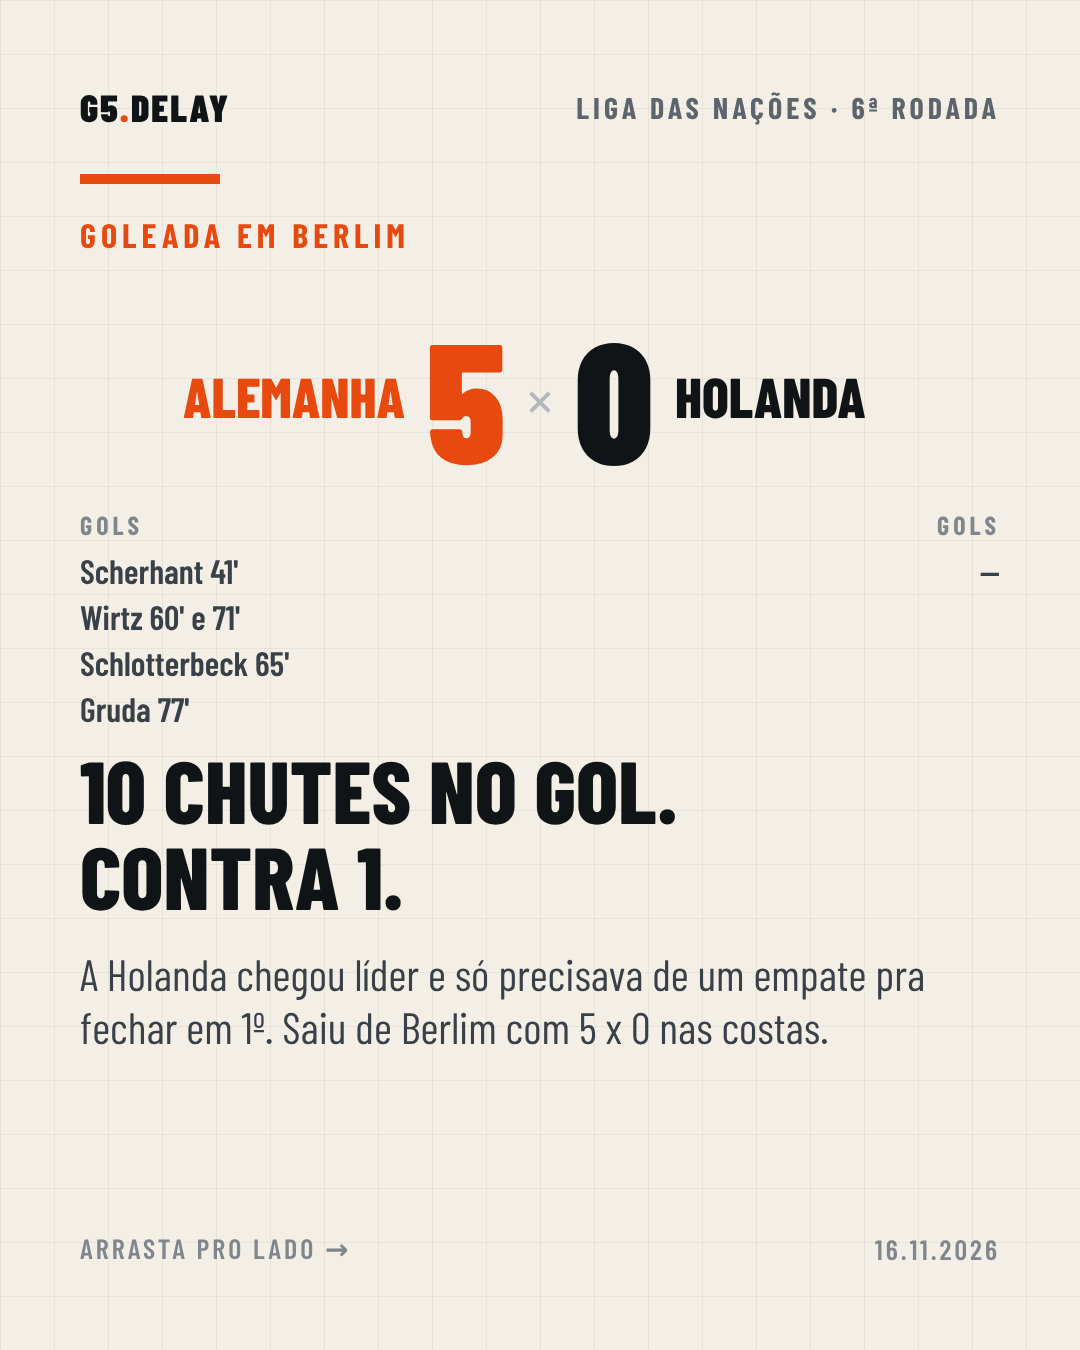 G5.DELAY
LIGA DAS NAÇÕES · 6ª RODADA
GOLEADA EM BERLIM
ALEMANHA 5 × 0 HOLANDA
GOLS
Scherhant 41'
Wirtz 60' e 71'
Schlotterbeck 65'
Gruda 77'
GOLS
—
10 CHUTES NO GOL.
CONTRA 1.
A Holanda chegou líder e só precisava de um empate pra
fechar em 1º. Saiu de Berlim com 5 x 0 nas costas.
ARRASTA PRO LADO →
16.11.2026